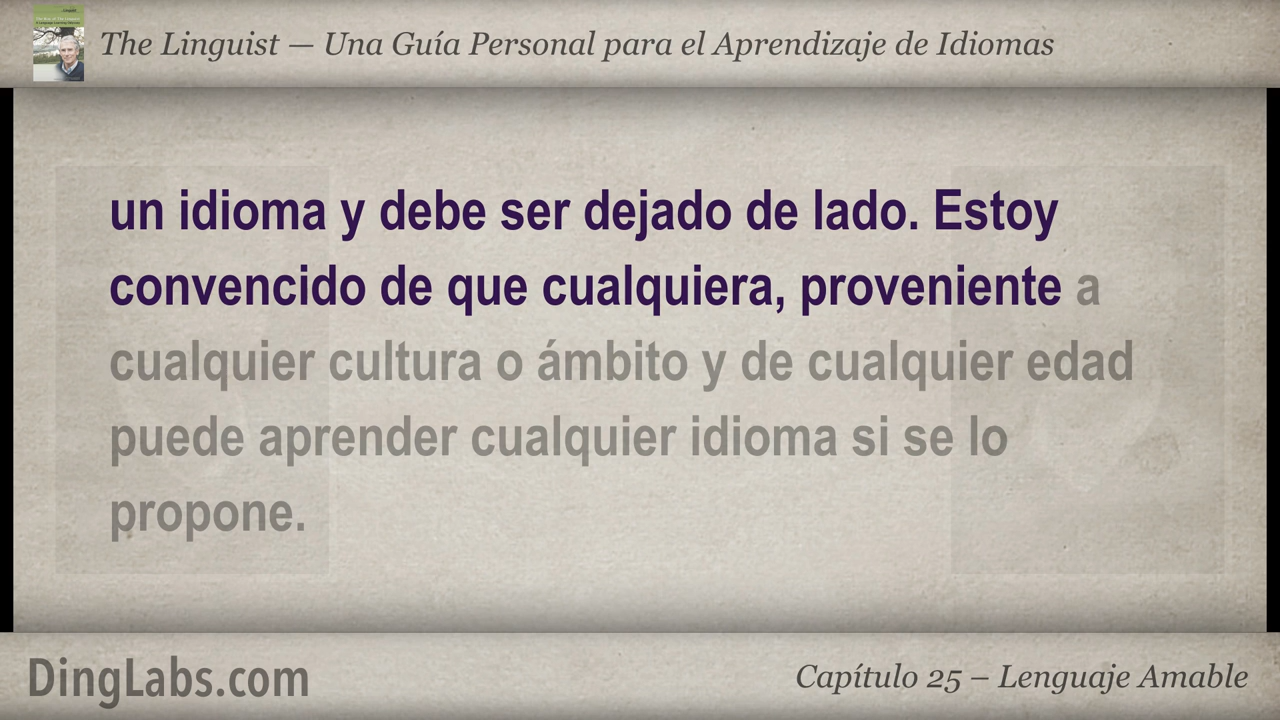 The Linguist — Una Guía Personal para el Aprendizaje de Idiomas
un idioma y debe ser dejado de lado. Estoy
convencido de que cualquiera, proveniente a
cualquier cultura o ámbito y de cualquier edad
puede aprender cualquier idioma si se lo
propone.
DingLabs.com
Capítulo 25 – Lenguaje Amable